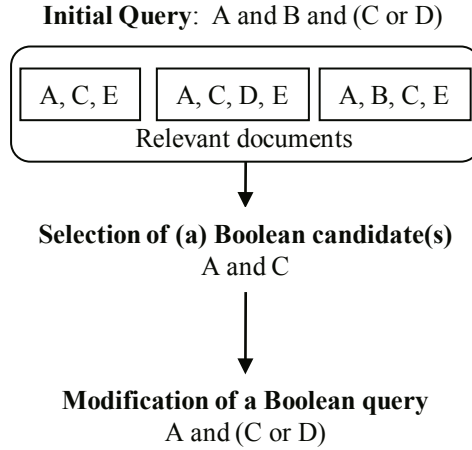 Initial Query: A and B and (C or D)
A, C, E
A, C, D, E
A, B, C, E
Relevant documents
Selection of (a) Boolean candidate(s)
A and C
Modification of a Boolean query
A and (C or D)